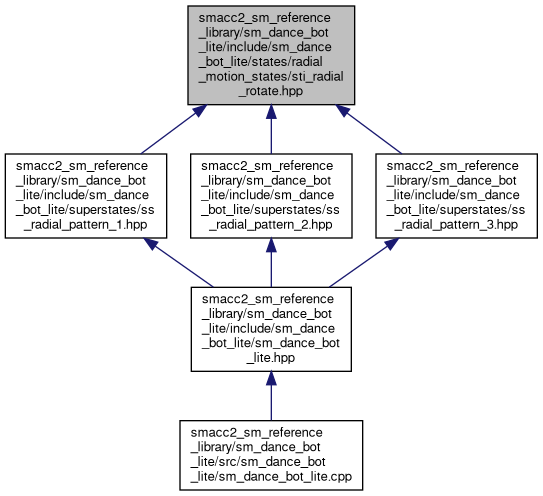 smacc2_sm_reference
_library/sm_dance_bot
_lite/include/sm_dance
_bot_lite/states/radial
_motion_states/sti_radial
_rotate.hpp
smacc2_sm_reference
_library/sm_dance_bot
_lite/include/sm_dance
_bot_lite/superstates/ss
_radial_pattern_1.hpp
smacc2_sm_reference
_library/sm_dance_bot
_lite/include/sm_dance
_bot_lite/superstates/ss
_radial_pattern_2.hpp
smacc2_sm_reference
_library/sm_dance_bot
_lite/include/sm_dance
_bot_lite/superstates/ss
_radial_pattern_3.hpp
smacc2_sm_reference
_library/sm_dance_bot
_lite/include/sm_dance
_bot_lite/sm_dance_bot
_lite.hpp
smacc2_sm_reference
_library/sm_dance_bot
_lite/src/sm_dance_bot
_lite/sm_dance_bot_lite.cpp